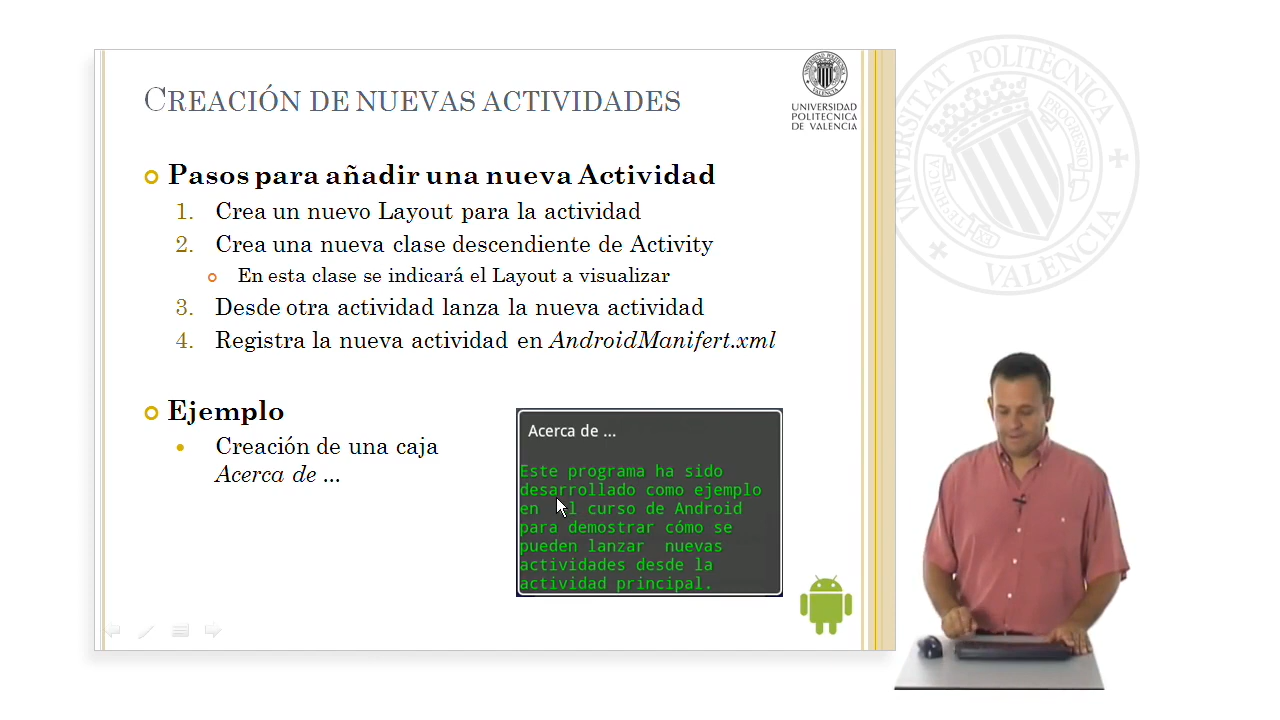 CREACIÓN DE NUEVAS ACTIVIDADES
UNIVERSIDAD
POLITECNICA
DE VALENCIA
Pasos para añadir una nueva Actividad
1. Crea un nuevo Layout para la actividad
2. Crea una nueva clase descendiente de Activity
En esta clase se indicará el Layout a visualizar
3. Desde otra actividad lanza la nueva actividad
4. Registra la nueva actividad en AndroidManifert.xml
Ejemplo
Creación de una caja
Acerca de ...
Acerca de ...
Este programa ha sido
desarrollado como ejemplo
en el curso de Android
para demostrar cómo se
pueden lanzar nuevas
actividades desde la
actividad principal.
UNIVERSITAT POLITÈCNICA
VALÈNCIA